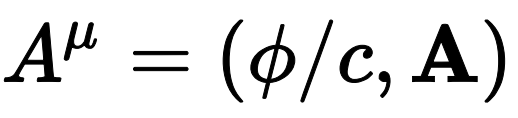 A^μ = (ϕ/c, 𝐀)